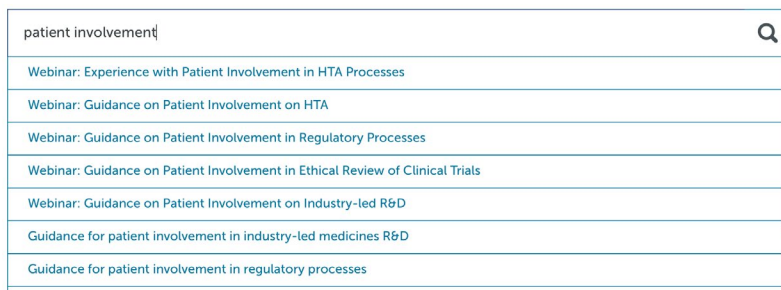 patient involvement
Webinar: Experience with Patient Involvement in HTA Processes
Webinar: Guidance on Patient Involvement on HTA
Webinar: Guidance on Patient Involvement in Regulatory Processes
Webinar: Guidance on Patient Involvement in Ethical Review of Clinical Trials
Webinar: Guidance on Patient Involvement on Industry-led R&D
Guidance for patient involvement in industry-led medicines R&D
Guidance for patient involvement in regulatory processes